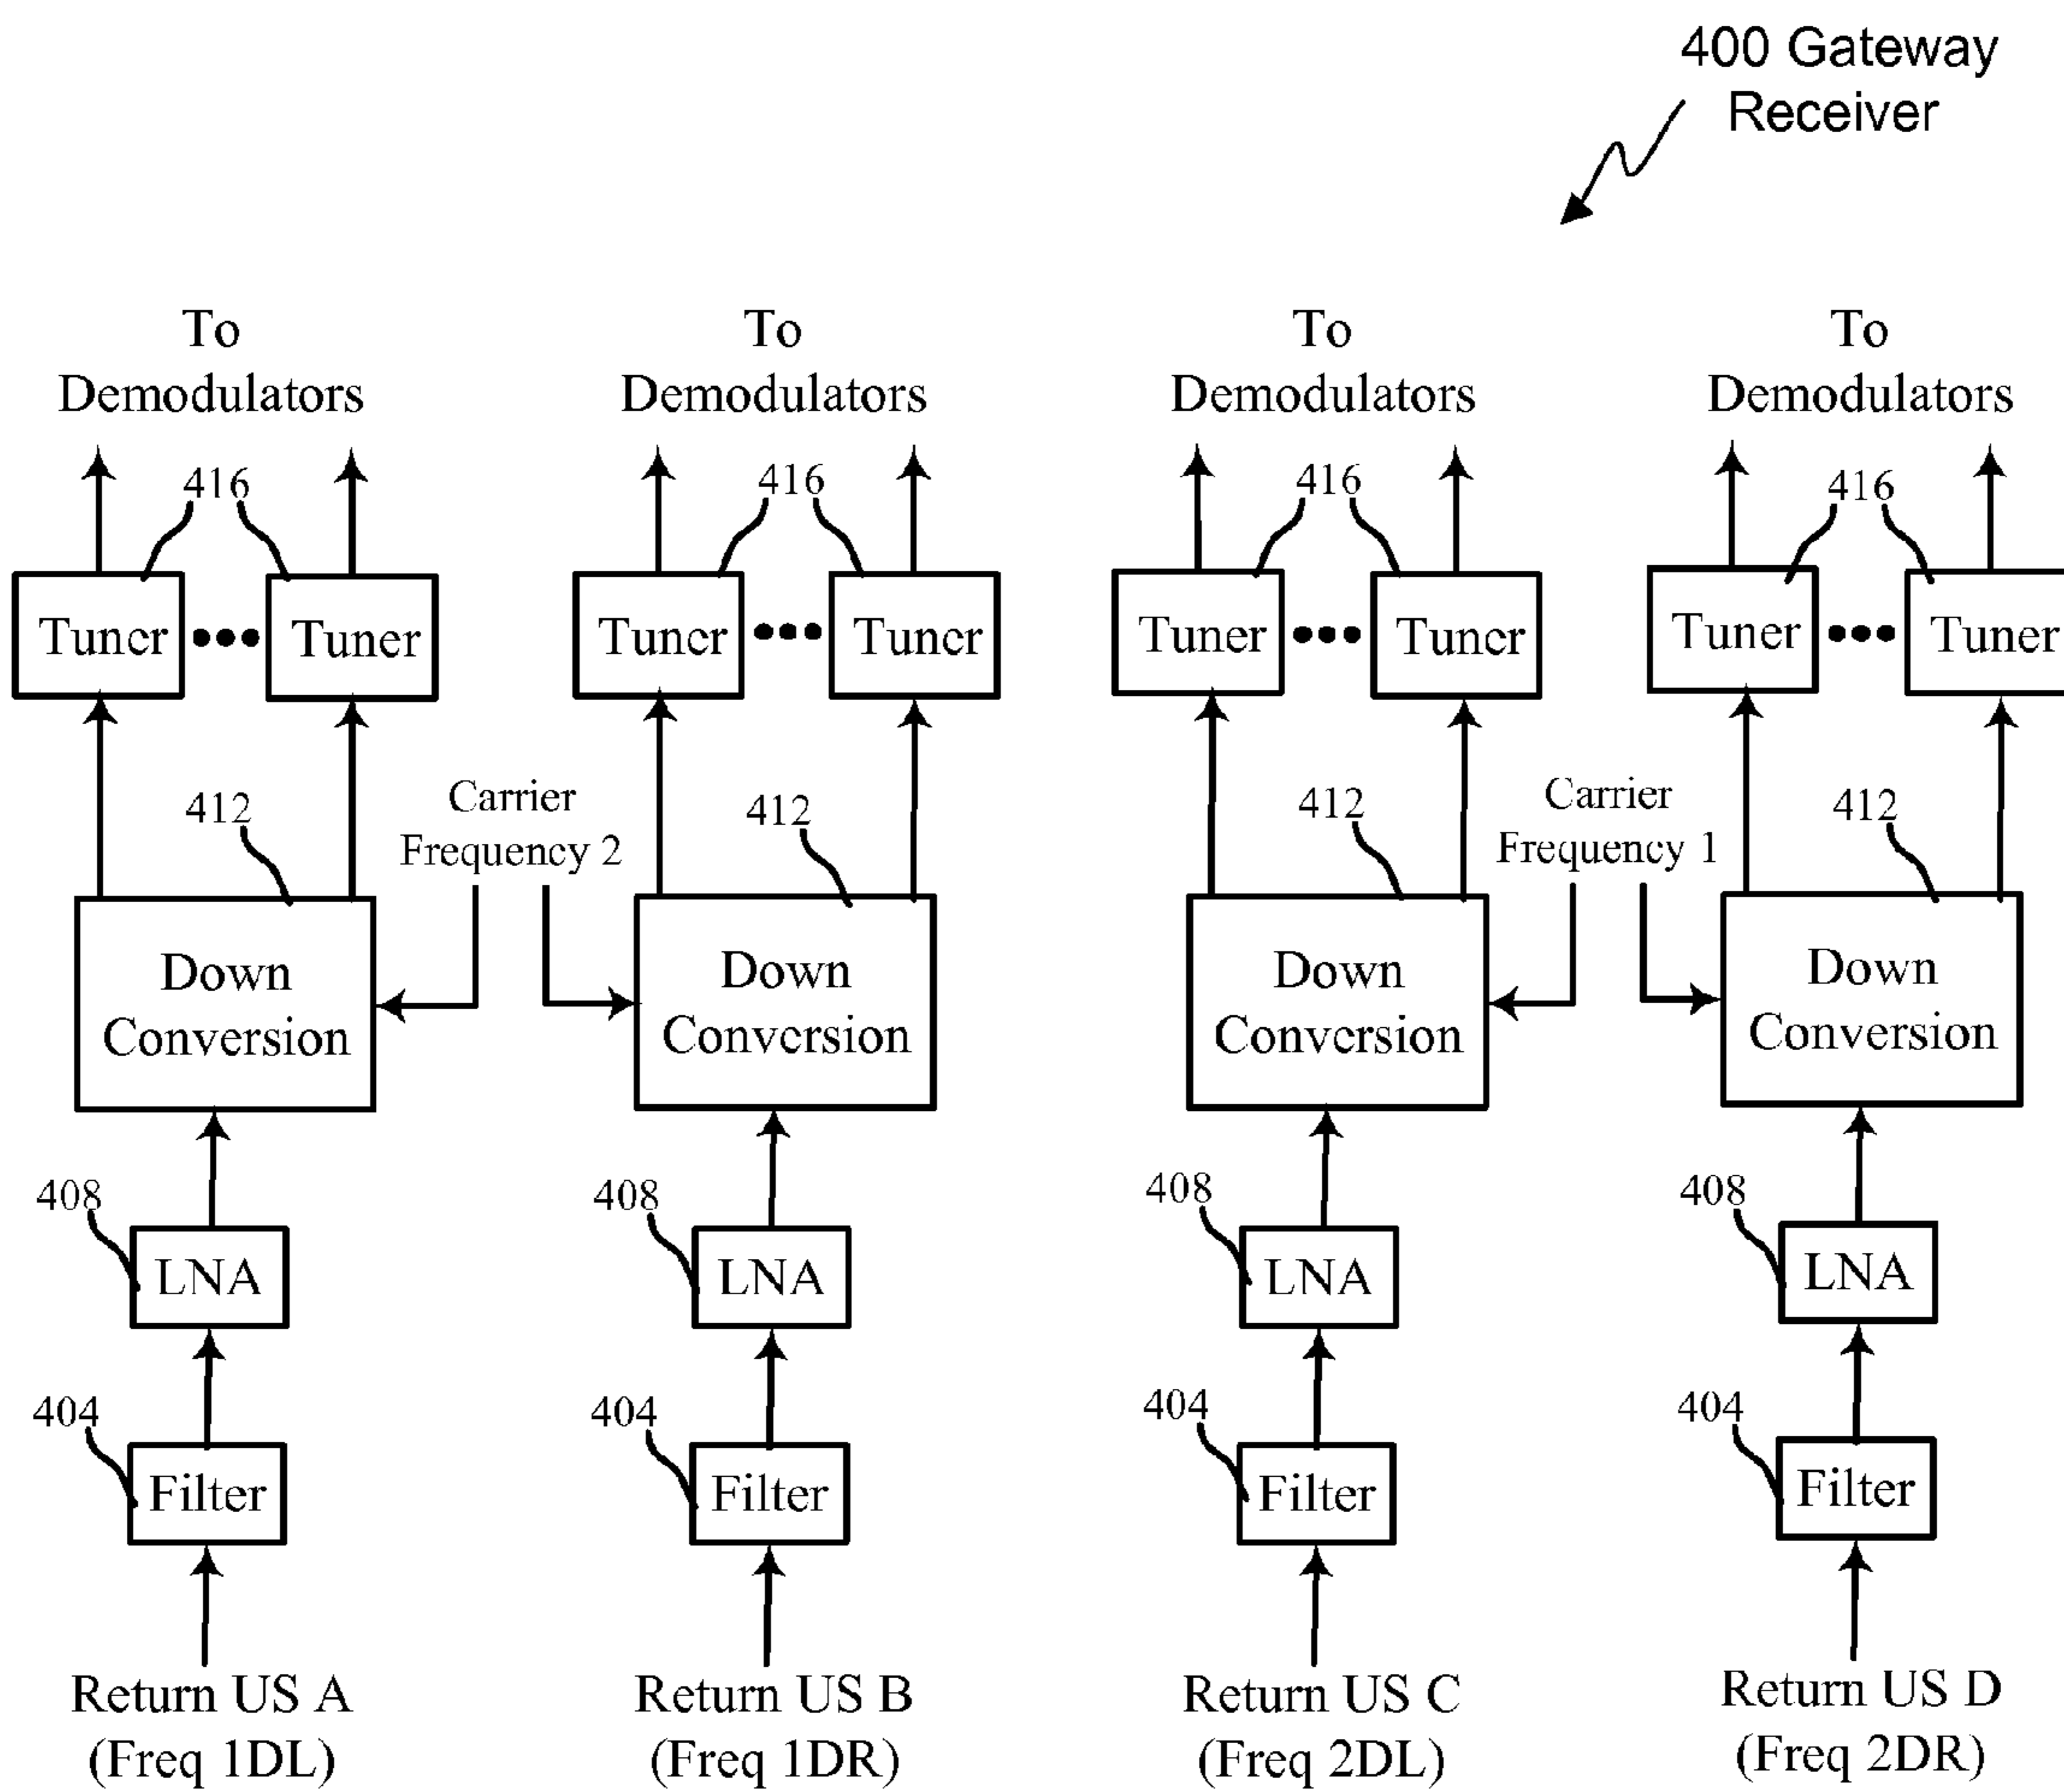 400 Gateway
Receiver
To
Demodulators
To
Demodulators
To
Demodulators
To
Demodulators
416
416
416
416
Tuner
Tuner
Tuner
Tuner
Tuner
Tuner
Tuner
Tuner
412
Carrier
Frequency 2
412
412
Carrier
Frequency 1
412
Down
Conversion
Down
Conversion
Down
Conversion
Down
Conversion
408
408
408
408
LNA
LNA
LNA
LNA
404
404
404
404
Filter
Filter
Filter
Filter
Return US A
(Freq 1DL)
Return US B
(Freq 1DR)
Return US C
(Freq 2DL)
Return US D
(Freq 2DR)